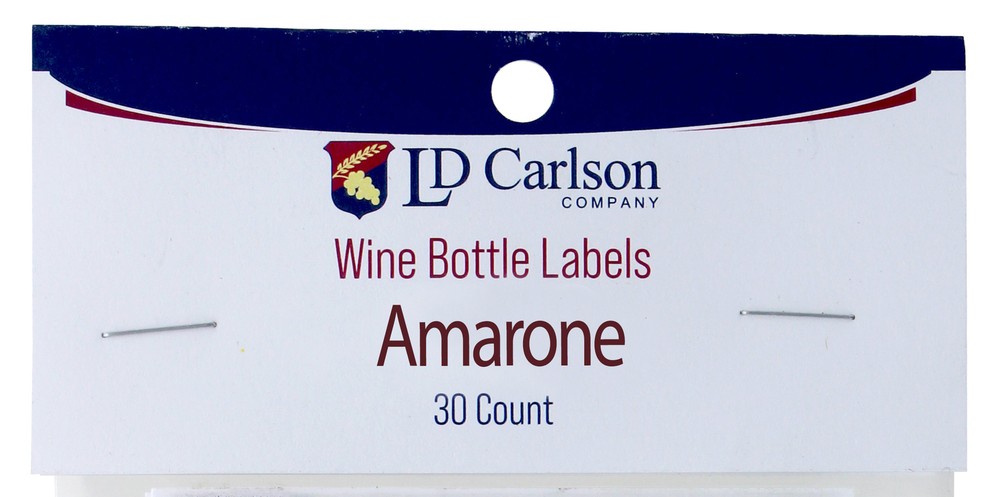 LD Carlson
COMPANY
Wine Bottle Labels
Amarone
30 Count